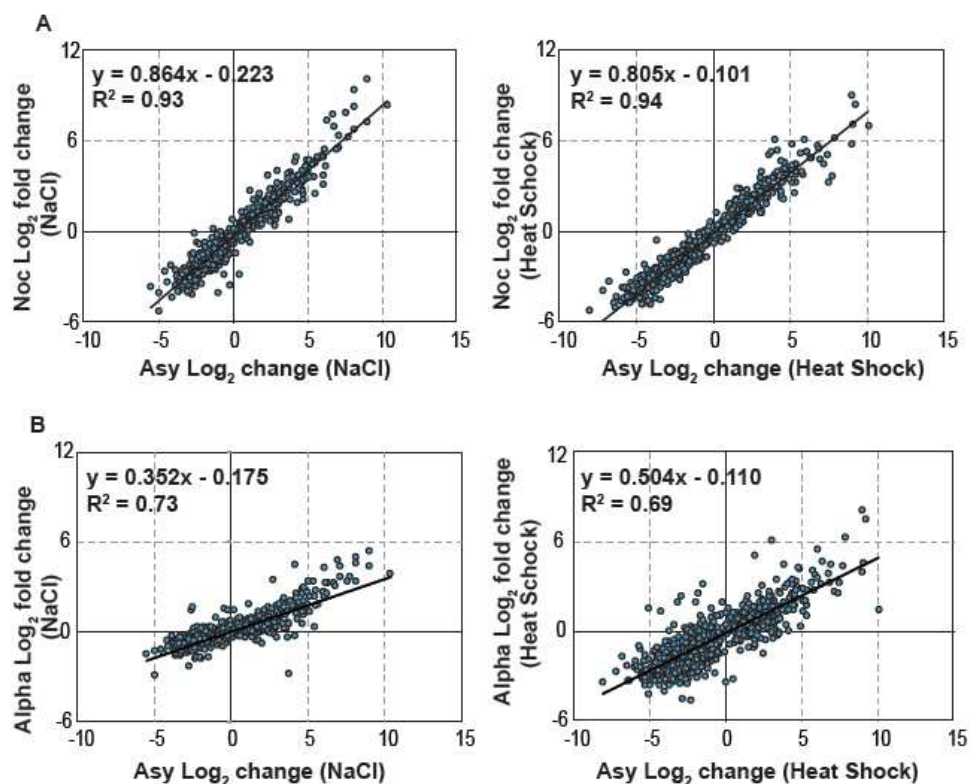 A
12
y = 0.864x - 0.223
R² = 0.93
6
0
-6
-10
-5
0
5
10
15
Noc Log₂ fold change
(NaCl)
Asy Log₂ change (NaCl)
12
y = 0.805x - 0.101
R² = 0.94
6
0
-6
-10
-5
0
5
10
15
Noc Log₂ fold change
(Heat Schock)
Asy Log₂ change (Heat Shock)
B
12
y = 0.352x - 0.175
R² = 0.73
6
0
-6
-10
-5
0
5
10
15
Alpha Log₂ fold change
(NaCl)
Asy Log₂ change (NaCl)
12
y = 0.504x - 0.110
R² = 0.69
6
0
-6
-10
-5
0
5
10
15
Alpha Log₂ fold change
(Heat Schock)
Asy Log₂ change (Heat Shock)